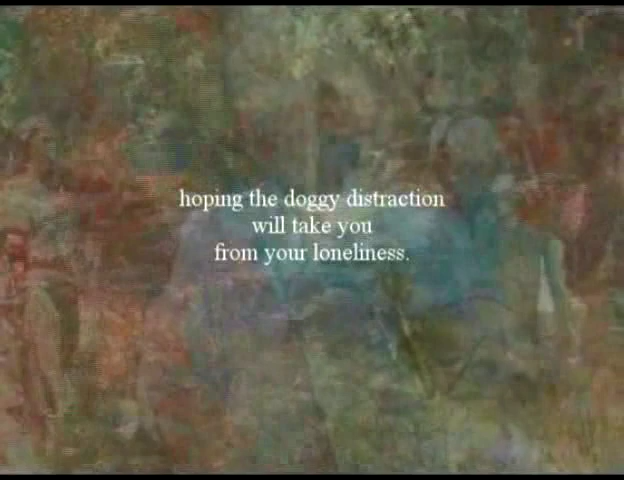 hoping the doggy distraction
will take you
from your loneliness.